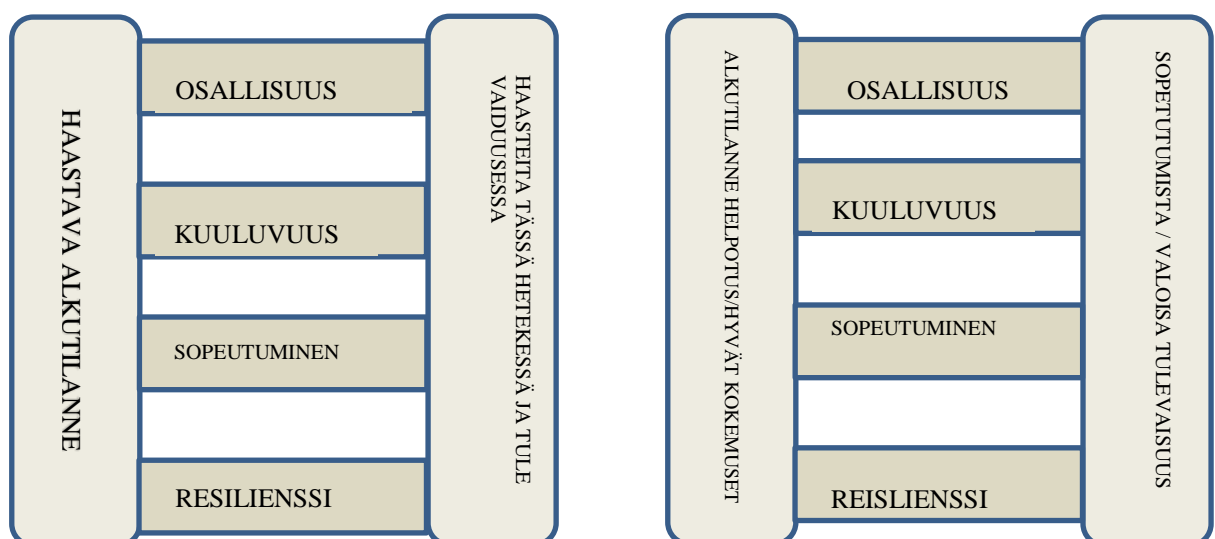 HAASTAVA ALKUTILANNE
OSALLISUUS
KUULUVUUS
SOPEUTUMINEN
RESILIENSSI
HAASTEITA TÄSSÄ HETEKESSÄ JA TULE
VAIDUUSESSA
ALKUTILANNE HELPOTUS/HYVÄT KOKEMUSET
OSALLISUUS
KUULUVUUS
SOPEUTUMINEN
REISLIENSSI
SOPETUTUMISTA / VALOISA TULEVAISUUS